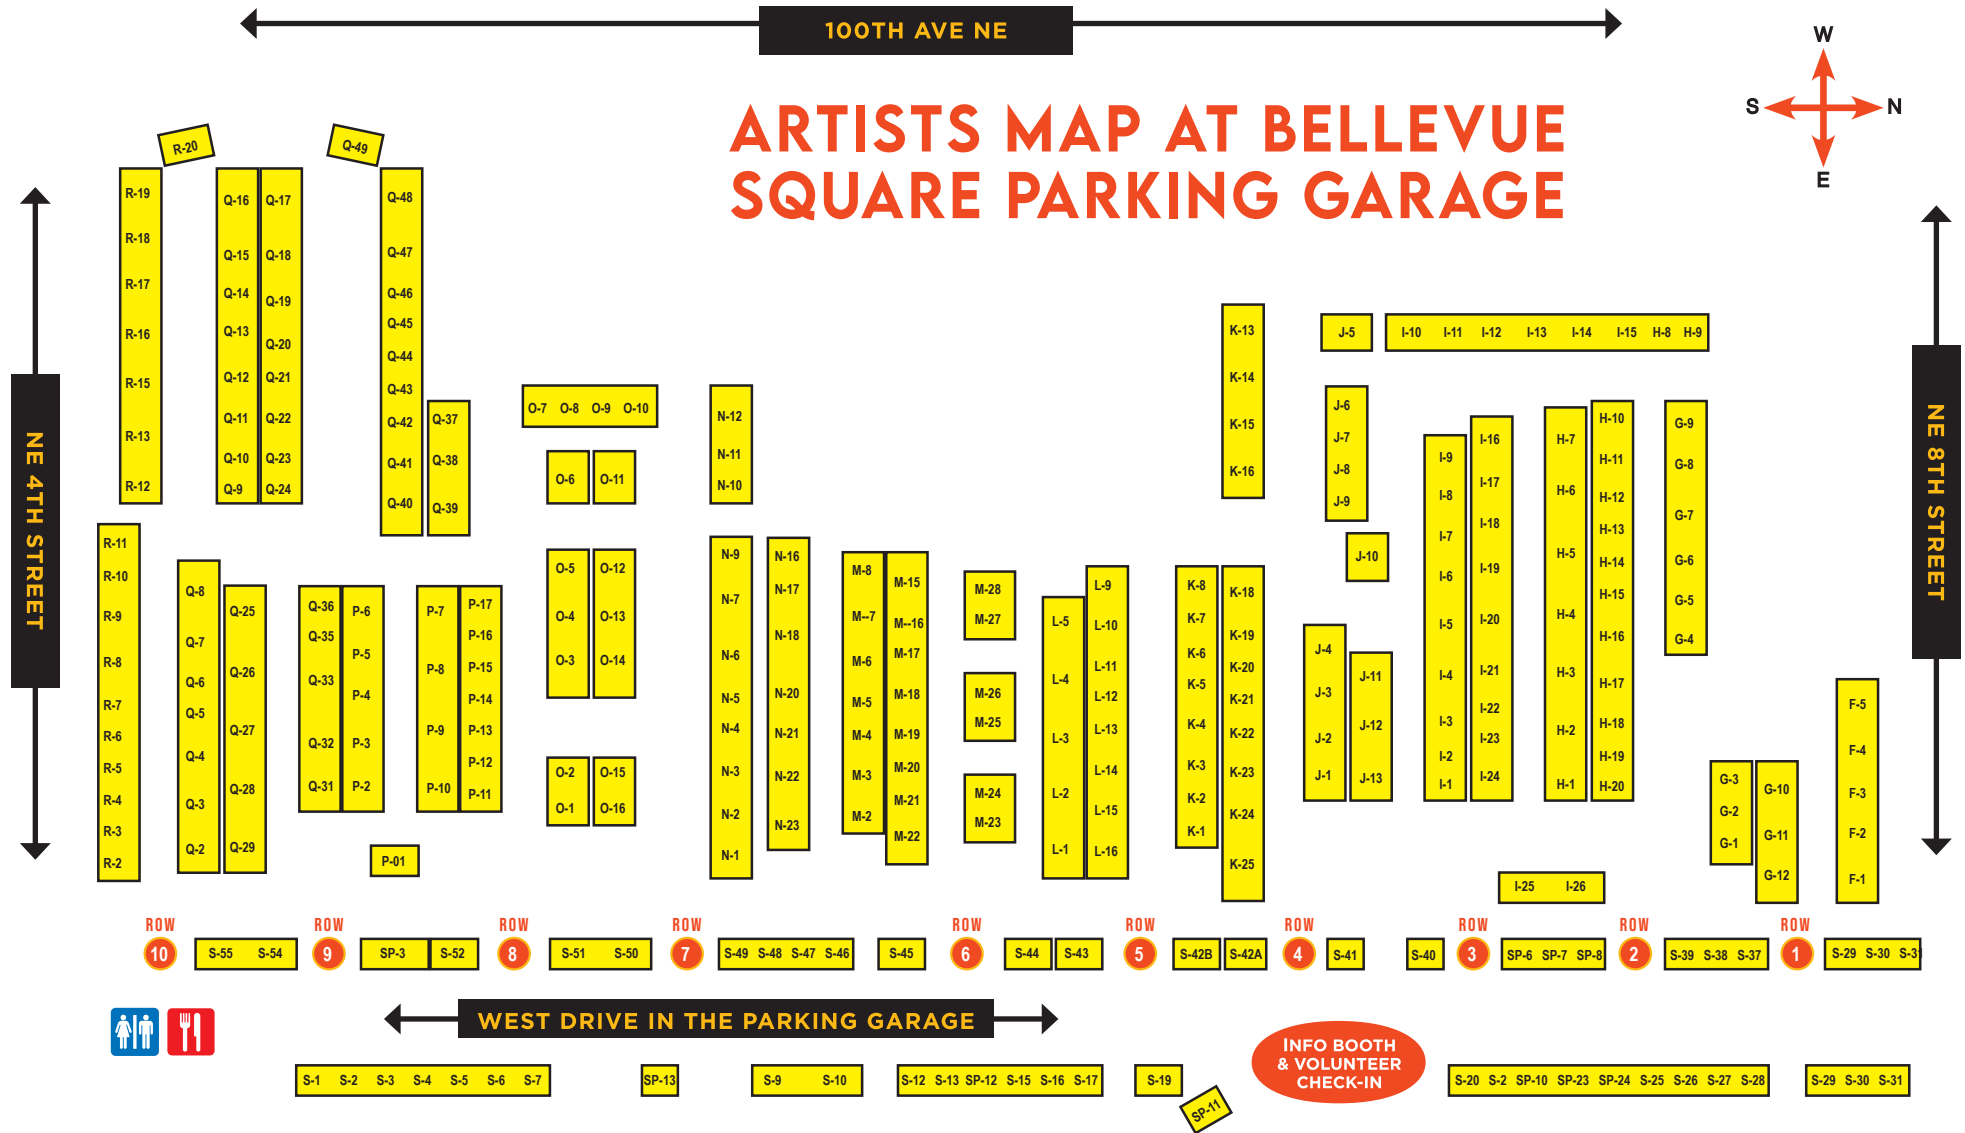 100TH AVE NE
W
S N
E
ARTISTS MAP AT BELLEVUE
SQUARE PARKING GARAGE
NE 4TH STREET
NE 8TH STREET
R-20
R-19
R-18
R-17
R-16
R-15
R-13
R-12
R-11
R-10
R-9
R-8
R-7
R-6
R-5
R-4
R-3
R-2
Q-16
Q-15
Q-14
Q-13
Q-12
Q-11
Q-10
Q-9
Q-17
Q-18
Q-19
Q-20
Q-21
Q-22
Q-23
Q-24
Q-8
Q-7
Q-6
Q-5
Q-4
Q-3
Q-2
Q-25
Q-26
Q-27
Q-28
Q-29
Q-49
Q-48
Q-47
Q-46
Q-45
Q-44
Q-43
Q-42
Q-41
Q-40
Q-37
Q-38
Q-39
Q-36
Q-35
Q-33
Q-32
Q-31
P-6
P-5
P-4
P-3
P-2
P-01
P-7
P-8
P-9
P-10
P-17
P-16
P-15
P-14
P-13
P-12
P-11
O-7 O-8 O-9 O-10
O-6
O-11
O-5
O-4
O-3
O-12
O-13
O-14
O-2
O-1
O-15
O-16
N-12
N-11
N-10
N-9
N-7
N-6
N-5
N-4
N-3
N-2
N-1
N-16
N-17
N-18
N-20
N-21
N-22
N-23
M-8
M--7
M-6
M-5
M-4
M-3
M-2
M-15
M--16
M-17
M-18
M-19
M-20
M-21
M-22
M-28
M-27
M-26
M-25
M-24
M-23
L-5
L-4
L-3
L-2
L-1
L-9
L-10
L-11
L-12
L-13
L-14
L-15
L-16
K-13
K-14
K-15
K-16
K-8
K-7
K-6
K-5
K-4
K-3
K-2
K-1
K-18
K-19
K-20
K-21
K-22
K-23
K-24
K-25
J-5
J-6
J-7
J-8
J-9
J-10
J-4
J-3
J-2
J-1
J-11
J-12
J-13
I-10 I-11 I-12 I-13 I-14 I-15 H-8 H-9
I-9
I-8
I-7
I-6
I-5
I-4
I-3
I-2
I-1
I-16
I-17
I-18
I-19
I-20
I-21
I-22
I-23
I-24
H-7
H-6
H-5
H-4
H-3
H-2
H-1
H-10
H-11
H-12
H-13
H-14
H-15
H-16
H-17
H-18
H-19
H-20
G-9
G-8
G-7
G-6
G-5
G-4
G-3
G-2
G-1
G-10
G-11
G-12
F-5
F-4
F-3
F-2
F-1
I-25 I-26
ROW ROW ROW ROW ROW ROW ROW ROW ROW ROW
10 S-55 S-54 9 SP-3 S-52 8 S-51 S-50 7 S-49 S-48 S-47 S-46 S-45 6 S-44 S-43 5 S-42B S-42A 4 S-41 S-40 3 SP-6 SP-7 SP-8 2 S-39 S-38 S-37 1 S-29 S-30 S-31
WEST DRIVE IN THE PARKING GARAGE
INFO BOOTH
& VOLUNTEER
CHECK-IN
S-1 S-2 S-3 S-4 S-5 S-6 S-7 SP-13 S-9 S-10 S-12 S-13 SP-12 S-15 S-16 S-17 S-19 S-20 S-2 SP-10 SP-23 SP-24 S-25 S-26 S-27 S-28 S-29 S-30 S-31
SP-11